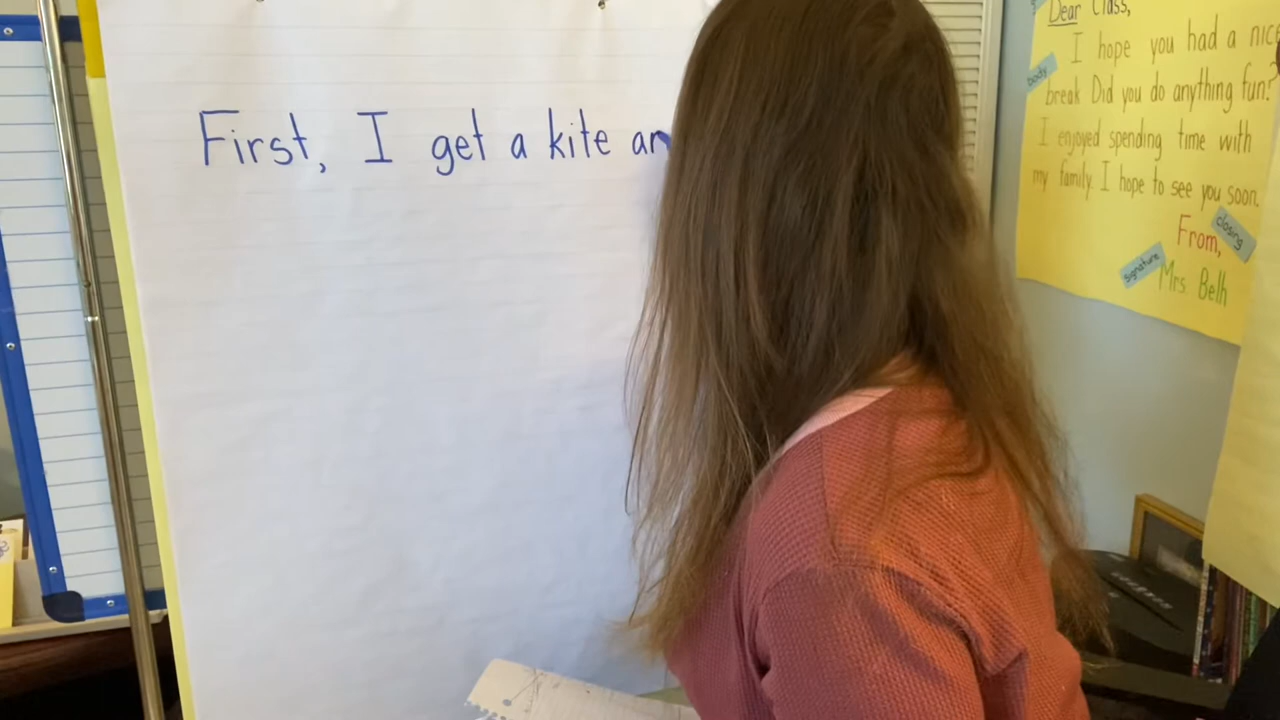 First, I get a kite an
Dear Class,
I hope you had a nice
body
break Did you do anything fun?
I enjoyed spending time with
my family. I hope to see you soon.
closing
From,
signature
Mrs. Belh